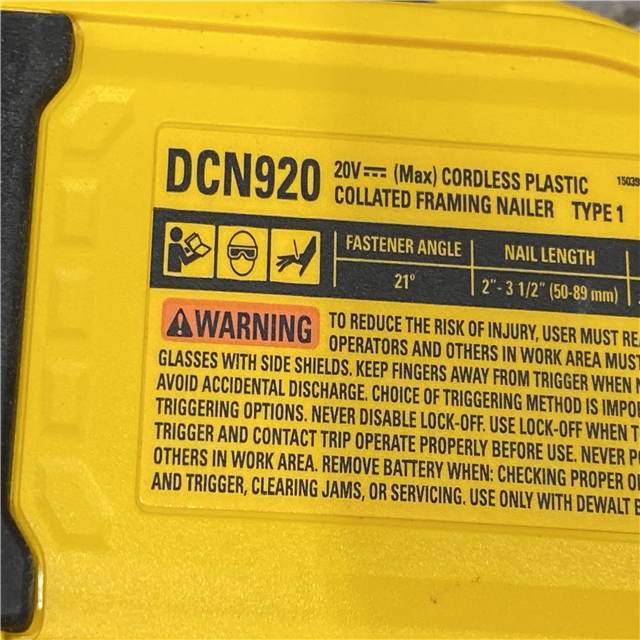 DCN920 20V (Max) CORDLESS PLASTIC
COLLATED FRAMING NAILER TYPE 1
FASTENER ANGLE NAIL LENGTH
21° 2" - 3 1/2" (50-89 mm)
WARNING TO REDUCE THE RISK OF INJURY, USER MUST
OPERATORS AND OTHERS IN WORK AREA MUST
GLASSES WITH SIDE SHIELDS. KEEP FINGERS AWAY FROM TRIGGER WHEN
AVOID ACCIDENTAL DISCHARGE. CHOICE OF TRIGGERING METHOD IS
TRIGGERING OPTIONS. NEVER DISABLE LOCK-OFF. USE LOCK-OFF WHEN
TRIGGER AND CONTACT TRIP OPERATE PROPERLY BEFORE USE. NEVER
OTHERS IN WORK AREA. REMOVE BATTERY WHEN: CHECKING PROPER
AND TRIGGER, CLEARING JAMS, OR SERVICING. USE ONLY WITH DEWALT